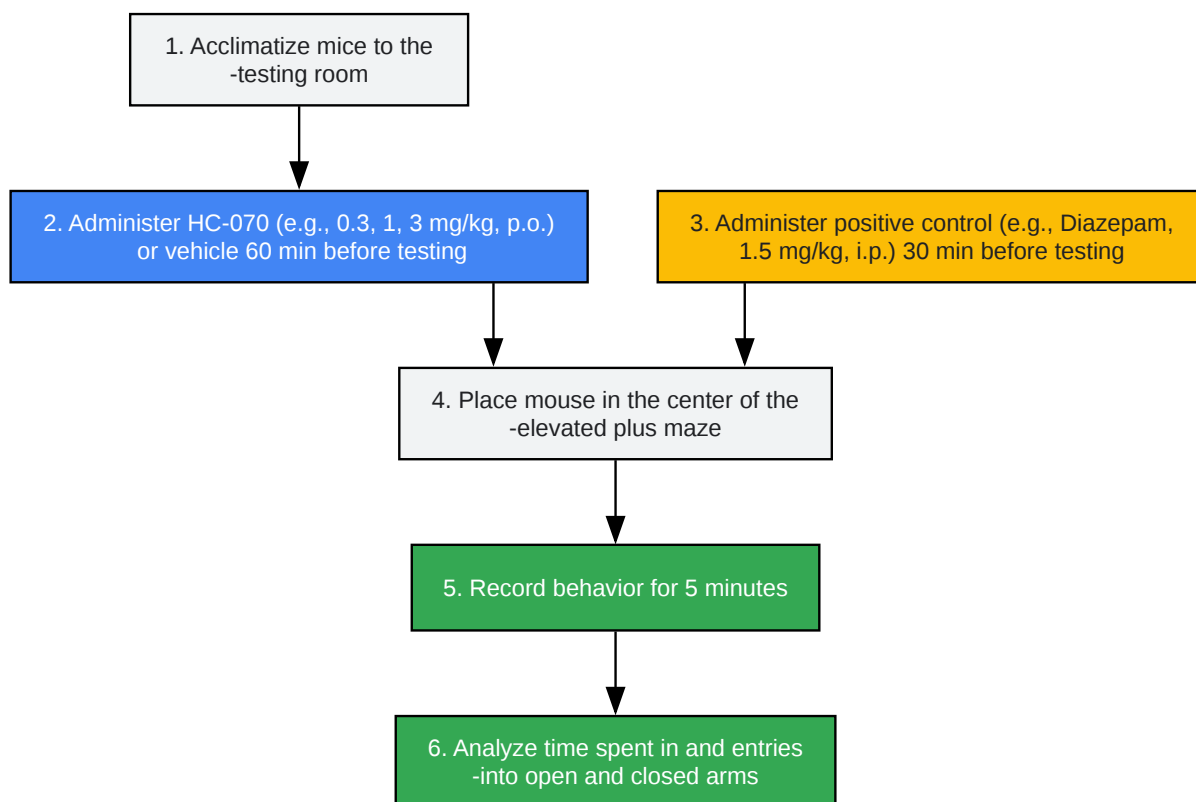 1. Acclimatize mice to the
-testing room
2. Administer HC-070 (e.g., 0.3, 1, 3 mg/kg, p.o.)
or vehicle 60 min before testing
3. Administer positive control (e.g., Diazepam,
1.5 mg/kg, i.p.) 30 min before testing
4. Place mouse in the center of the
-elevated plus maze
5. Record behavior for 5 minutes
6. Analyze time spent in and entries
-into open and closed arms